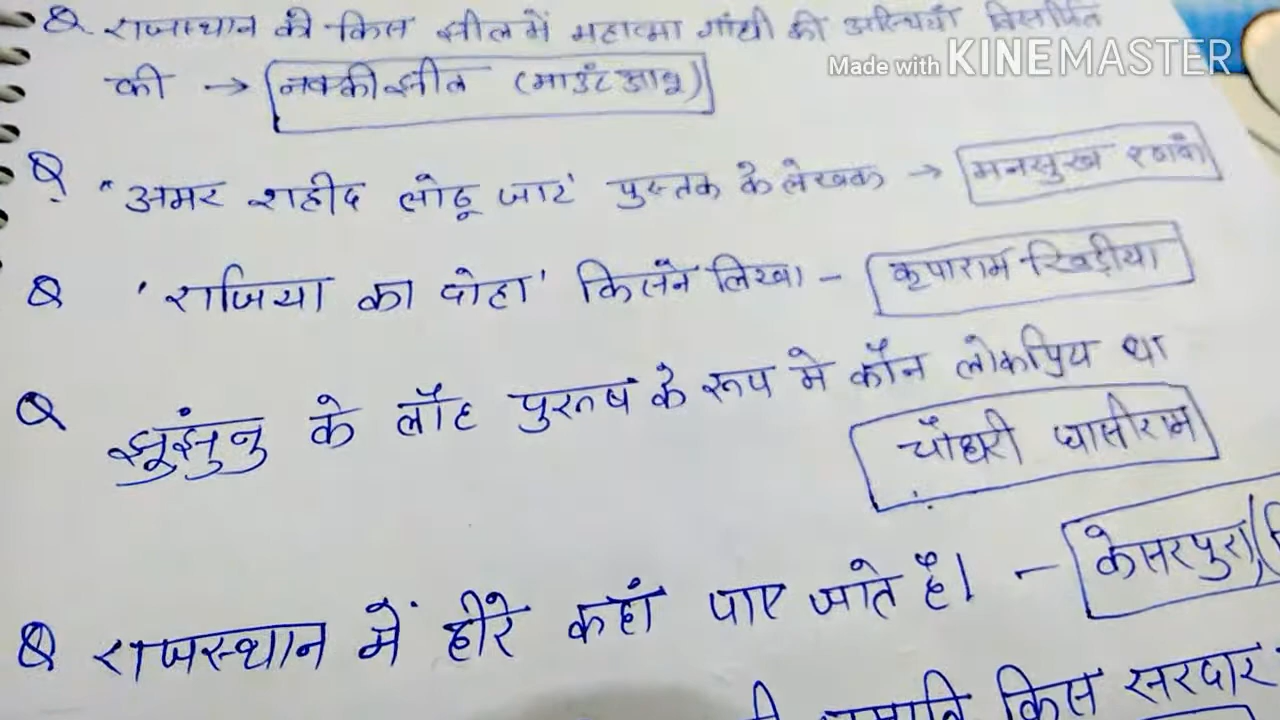 Q. राजस्थान की किस झील में महात्मा गांधी की अस्थियाँ विसर्जित
की → नक्कीझील (माउंट आबू)
Made with KINEMASTER
Q. "अमर शहीद लोटू जाट' पुस्तक के लेखक → मनसुख रणवां
Q 'राजिया का दोहा' किसने लिखा - कृपाराम खिड़ीया
Q झूंझुनु के लौह पुरुष के रूप मे कौन लोकप्रिय था
चौधरी घासीराम
Q राजस्थान में हीरे कहाँ पाए जाते है। - केसरपुरा (
किस सरदार